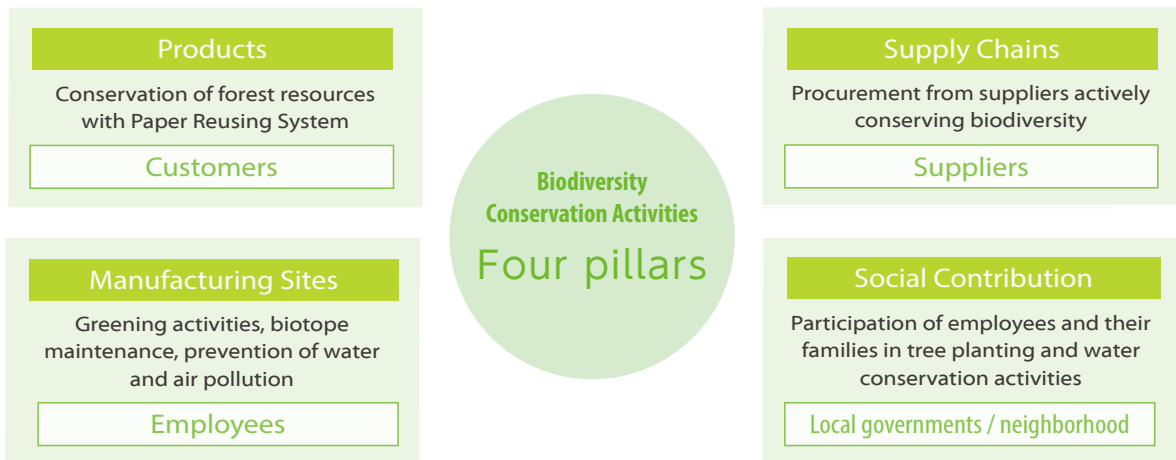 Products
Conservation of forest resources
with Paper Reusing System
Customers
Supply Chains
Procurement from suppliers actively
conserving biodiversity
Suppliers
Biodiversity
Conservation Activities
Four pillars
Manufacturing Sites
Greening activities, biotope
maintenance, prevention of water
and air pollution
Employees
Social Contribution
Participation of employees and their
families in tree planting and water
conservation activities
Local governments / neighborhood